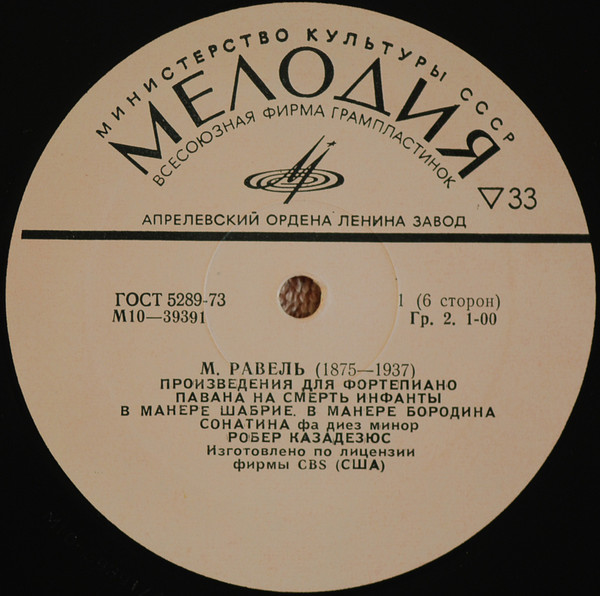 МИНИСТЕРСТВО КУЛЬТУРЫ СССР
МЕЛОДИЯ
ВСЕСОЮЗНАЯ ФИРМА ГРАМПЛАСТИНОК
▽33
АПРЕЛЕВСКИЙ ОРДЕНА ЛЕНИНА ЗАВОД
ГОСТ 5289-73
М10—39391
1 (6 сторон)
Гр. 2. 1-00
М. РАВЕЛЬ (1875—1937)
ПРОИЗВЕДЕНИЯ ДЛЯ ФОРТЕПИАНО
ПАВАНА НА СМЕРТЬ ИНФАНТЫ
В МАНЕРЕ ШАБРИЕ. В МАНЕРЕ БОРОДИНА
СОНАТИНА фа диез минор
РОБЕР КАЗАДЕЗЮС
Изготовлено по лицензии
фирмы CBS (США)